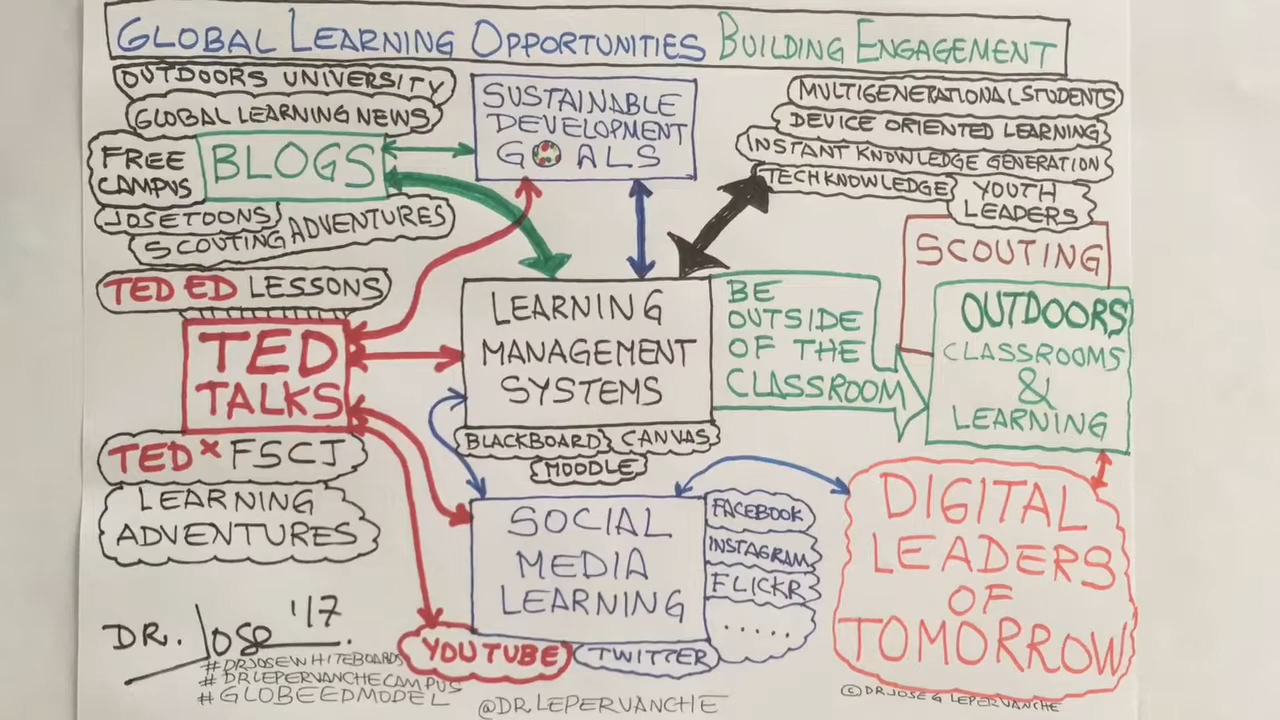 GLOBAL LEARNING OPPORTUNITIES BUILDING ENGAGEMENT
OUTDOORS UNIVERSITY
GLOBAL LEARNING NEWS
FREE
CAMPUS
BLOGS
JOSETOONS
SCOUTING ADVENTURES
SUSTAINABLE
DEVELOPMENT
GOALS
MULTIGENERATIONAL STUDENTS
DEVICE ORIENTED LEARNING
INSTANT KNOWLEDGE GENERATION
TECHKNOWLEDGE
YOUTH
LEADERS
SCOUTING
TED ED LESSONS
TED
TALKS
TEDX FSCJ
LEARNING
ADVENTURES
LEARNING
MANAGEMENT
SYSTEMS
BLACKBOARD CANVAS
MOODLE
BE
OUTSIDE
OF THE
CLASSROOM
OUTDOORS
CLASSROOMS
&
LEARNING
SOCIAL
MEDIA
LEARNING
FACEBOOK
INSTAGRAM
FLICKR
......
YOUTUBE
TWITTER
DIGITAL
LEADERS
OF
TOMORROW
DR. Jose '17.
#DRJOSEWHITEBOARDS
#DRLEPERVANCHECAMPUS
#GLOBEEDMODEL
@DRLEPERVANCHE
©DRJOSE G LEPERVANCHE